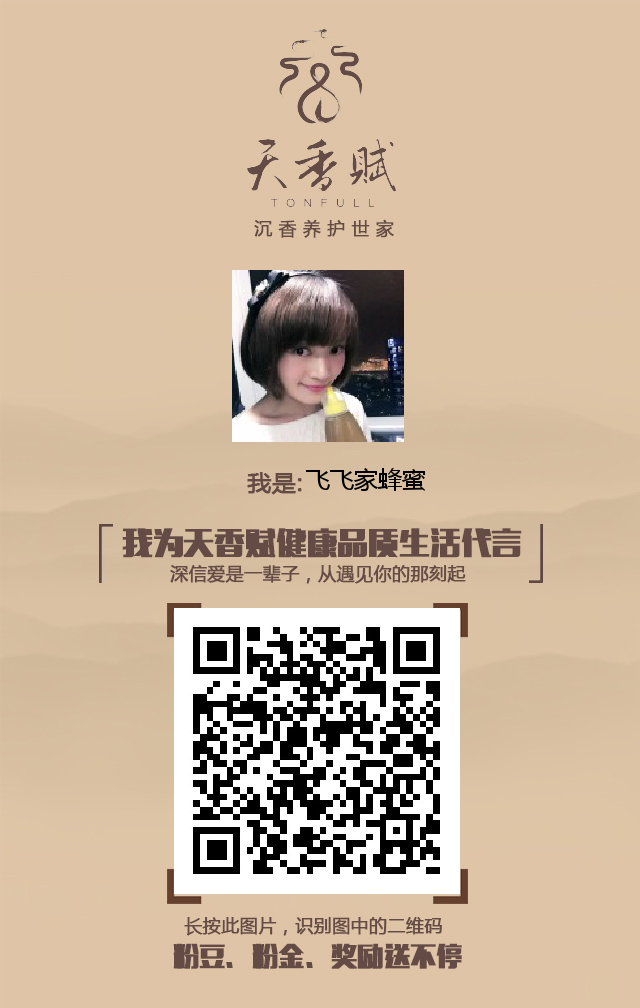 天香赋
TONFULL
沉香养护世家
我是:飞飞家蜂蜜
我为天香赋健康品质生活代言
深信爱是一辈子，从遇见你的那刻起
长按此图片，识别图中的二维码
粉豆、粉金、奖励送不停